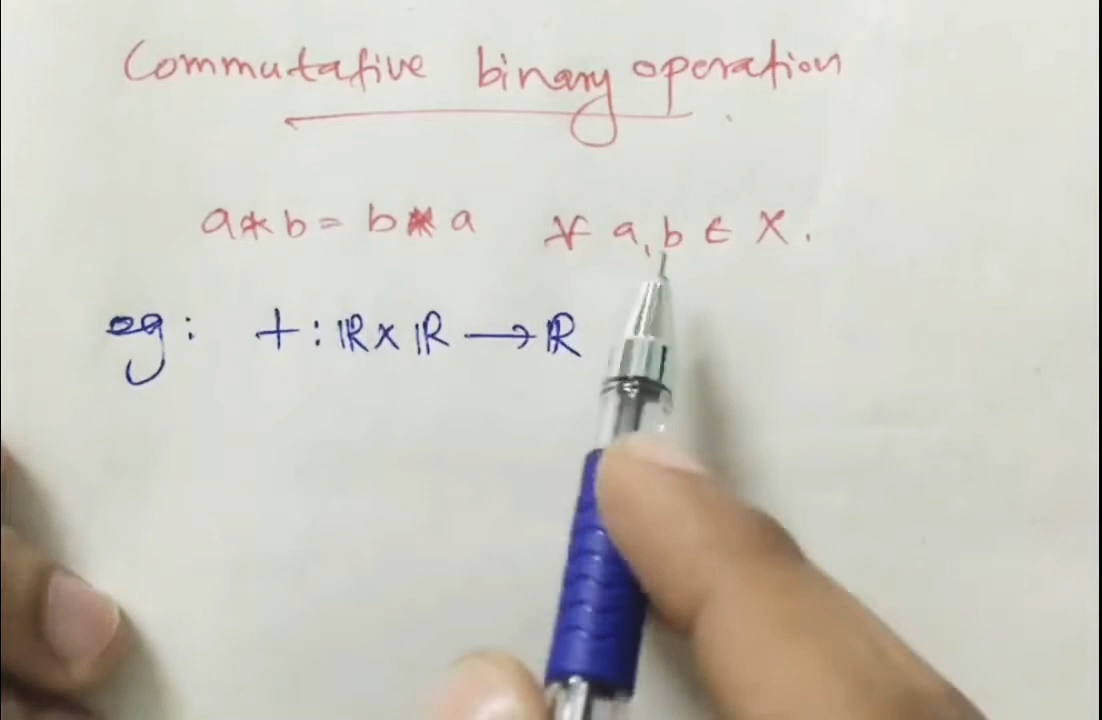 Commutative binary operation
a * b = b * a ∀ a, b ∈ X.
eg: + : ℝ × ℝ → ℝ